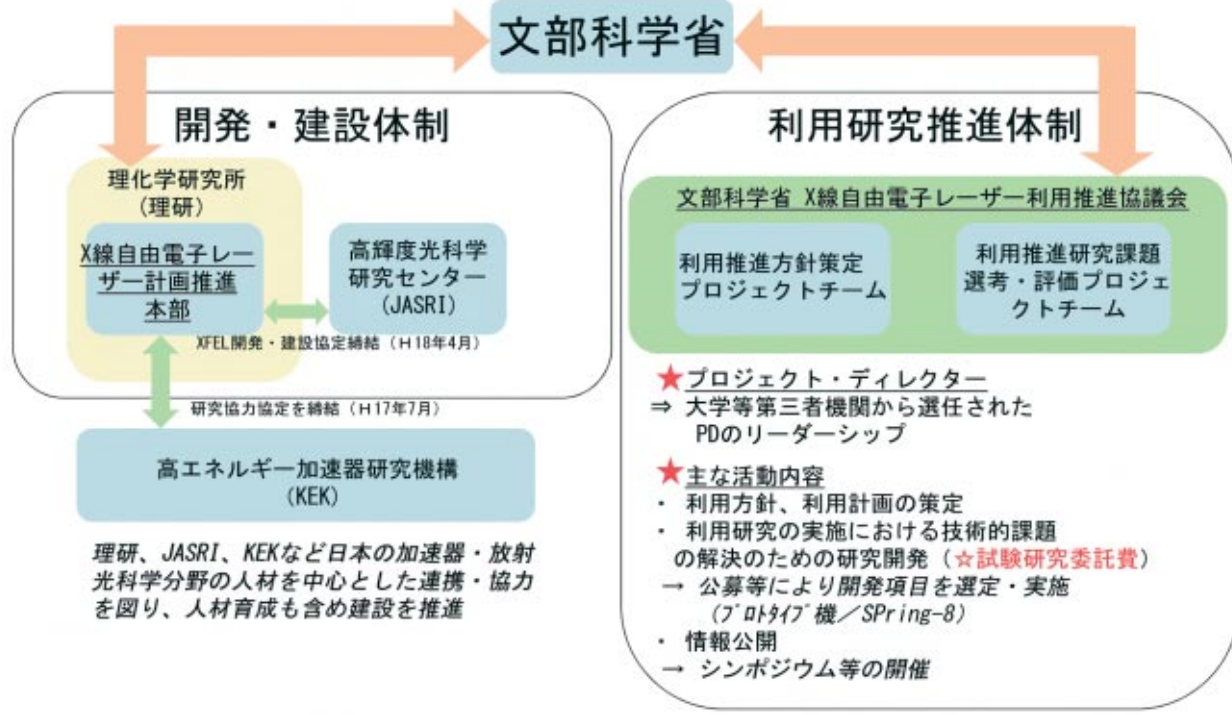 文部科学省
開発・建設体制
理化学研究所
(理研)
X線自由電子レー
ザー計画推進
本部
高輝度光科学
研究センター
(JASRI)
XFEL開発・建設協定締結（H18年4月）
研究協力協定を締結（H17年7月）
高エネルギー加速器研究機構
(KEK)
理研、JASRI、KEKなど日本の加速器・放射
光科学分野の人材を中心とした連携・協力
を図り、人材育成も含め建設を推進
利用研究推進体制
文部科学省 X線自由電子レーザー利用推進協議会
利用推進方針策定
プロジェクトチーム
利用推進研究課題
選考・評価プロジェ
クトチーム
★プロジェクト・ディレクター
⇒ 大学等第三者機関から選任された
PDのリーダーシップ
★主な活動内容
・ 利用方針、利用計画の策定
・ 利用研究の実施における技術的課題
の解決のための研究開発（☆試験研究委託費）
→ 公募等により開発項目を選定・実施
(ﾌﾟﾛﾄﾀｲﾌﾟ機／SPring-8)
・ 情報公開
→ シンポジウム等の開催